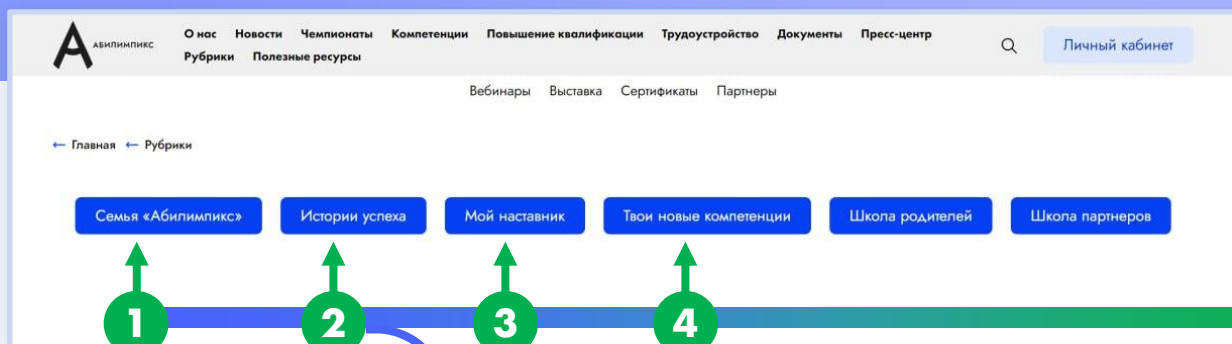 АБИЛИМПИКС
О нас Новости Чемпионаты Компетенции Повышение квалификации Трудоустройство Документы Пресс-центр
Рубрики Полезные ресурсы
Личный кабинет
Вебинары Выставка Сертификаты Партнеры
← Главная ← Рубрики
Семья «Абилимпикс» Истории успеха Мой наставник Твои новые компетенции Школа родителей Школа партнеров
1 2 3 4